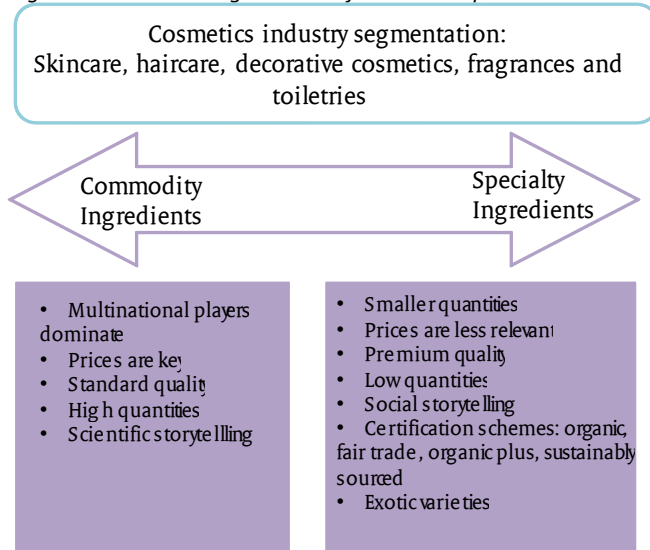 Cosmetics industry segmentation:
Skincare, haircare, decorative cosmetics, fragrances and
toiletries
Commodity
Ingredients
Specialty
Ingredients
• Multinational players
dominate
• Prices are key
• Standard quality
• High quantities
• Scientific storytellling
• Smaller quantities
• Prices are less relevant
• Premium quality
• Low quantities
• Social storytelling
• Certification schemes: organic,
fair trade, organic plus, sustainably
sourced
• Exotic varieties